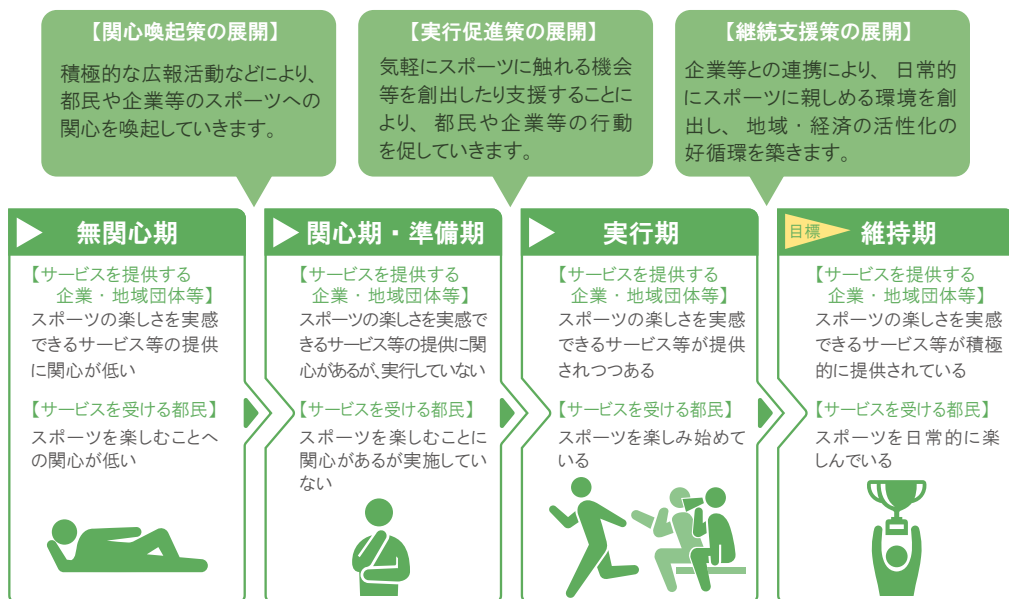 【関心喚起策の展開】
積極的な広報活動などにより、
都民や企業等のスポーツへの
関心を喚起していきます。
【実行促進策の展開】
気軽にスポーツに触れる機会
等を創出したり支援することに
より、都民や企業等の行動
を促していきます。
【継続支援策の展開】
企業等との連携により、日常的
にスポーツに親しめる環境を創
出し、地域・経済の活性化の
好循環を築きます。
無関心期
【サービスを提供する
企業・地域団体等】
スポーツの楽しさを実感
できるサービス等の提供
に関心が低い
【サービスを受ける都民】
スポーツを楽しむことへ
の関心が低い
関心期・準備期
【サービスを提供する
企業・地域団体等】
スポーツの楽しさを実感で
きるサービス等の提供に関
心があるが、実行していない
【サービスを受ける都民】
スポーツを楽しむことに
関心があるが実施してい
ない
実行期
【サービスを提供する
企業・地域団体等】
スポーツの楽しさを実感
できるサービス等が提供
されつつある
【サービスを受ける都民】
スポーツを楽しみ始めて
いる
目標
維持期
【サービスを提供する
企業・地域団体等】
スポーツの楽しさを実感
できるサービス等が積極
的に提供されている
【サービスを受ける都民】
スポーツを日常的に楽
しんでいる